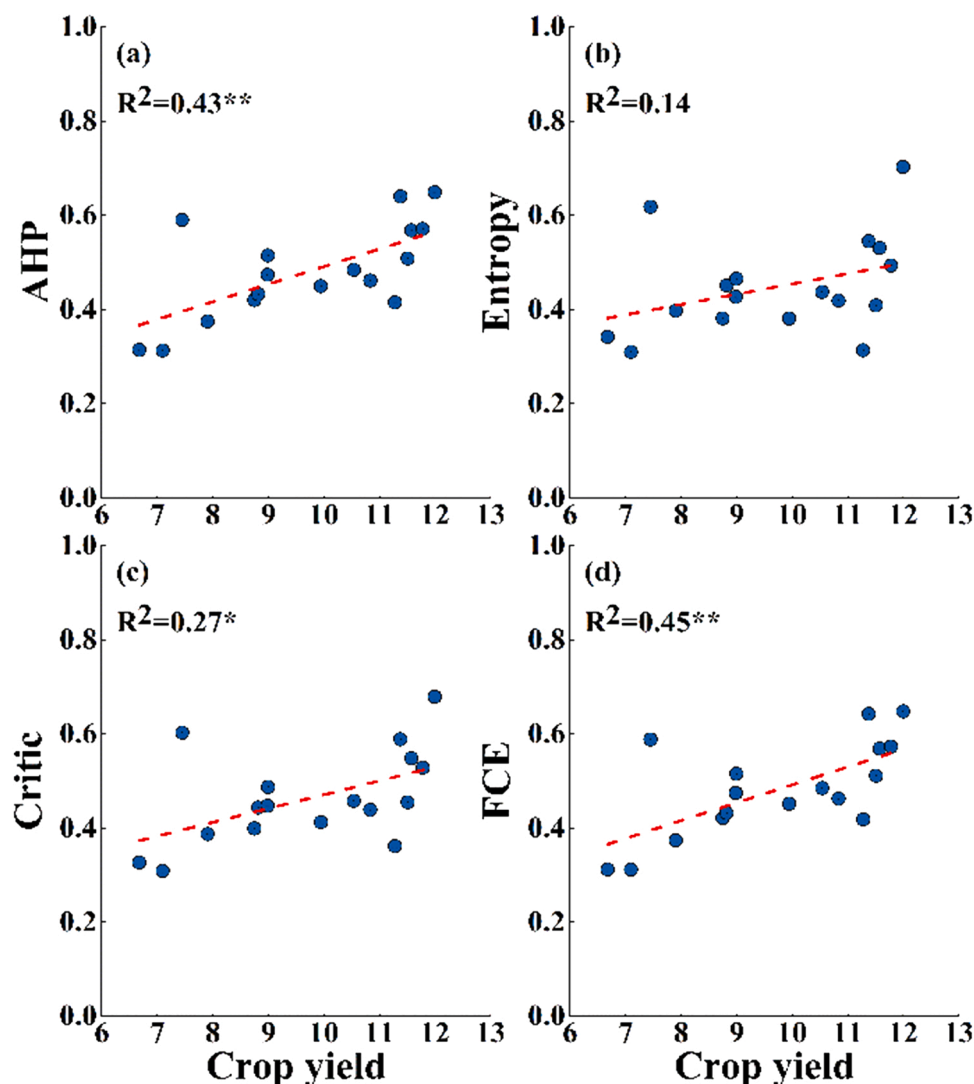 (a)
R²=0.43**
1.0
0.8
0.6
0.4
0.2
0.0
AHP
6 7 8 9 10 11 12 13
(b)
R²=0.14
1.0
0.8
0.6
0.4
0.2
0.0
Entropy
6 7 8 9 10 11 12 13
(c)
R²=0.27*
1.0
0.8
0.6
0.4
0.2
0.0
Critic
6 7 8 9 10 11 12 13
Crop yield
(d)
R²=0.45**
1.0
0.8
0.6
0.4
0.2
0.0
FCE
6 7 8 9 10 11 12 13
Crop yield